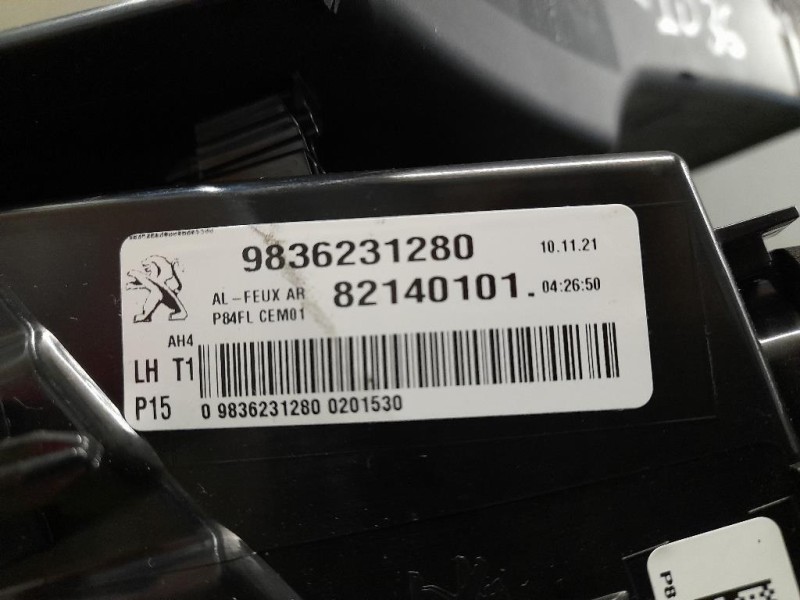 9836231280 10.11.21
AL-FEUX AR 82140101. 04:26:50
P84FL CEM01
AH4
LH T1
P15 0 9836231280 0201530
P8